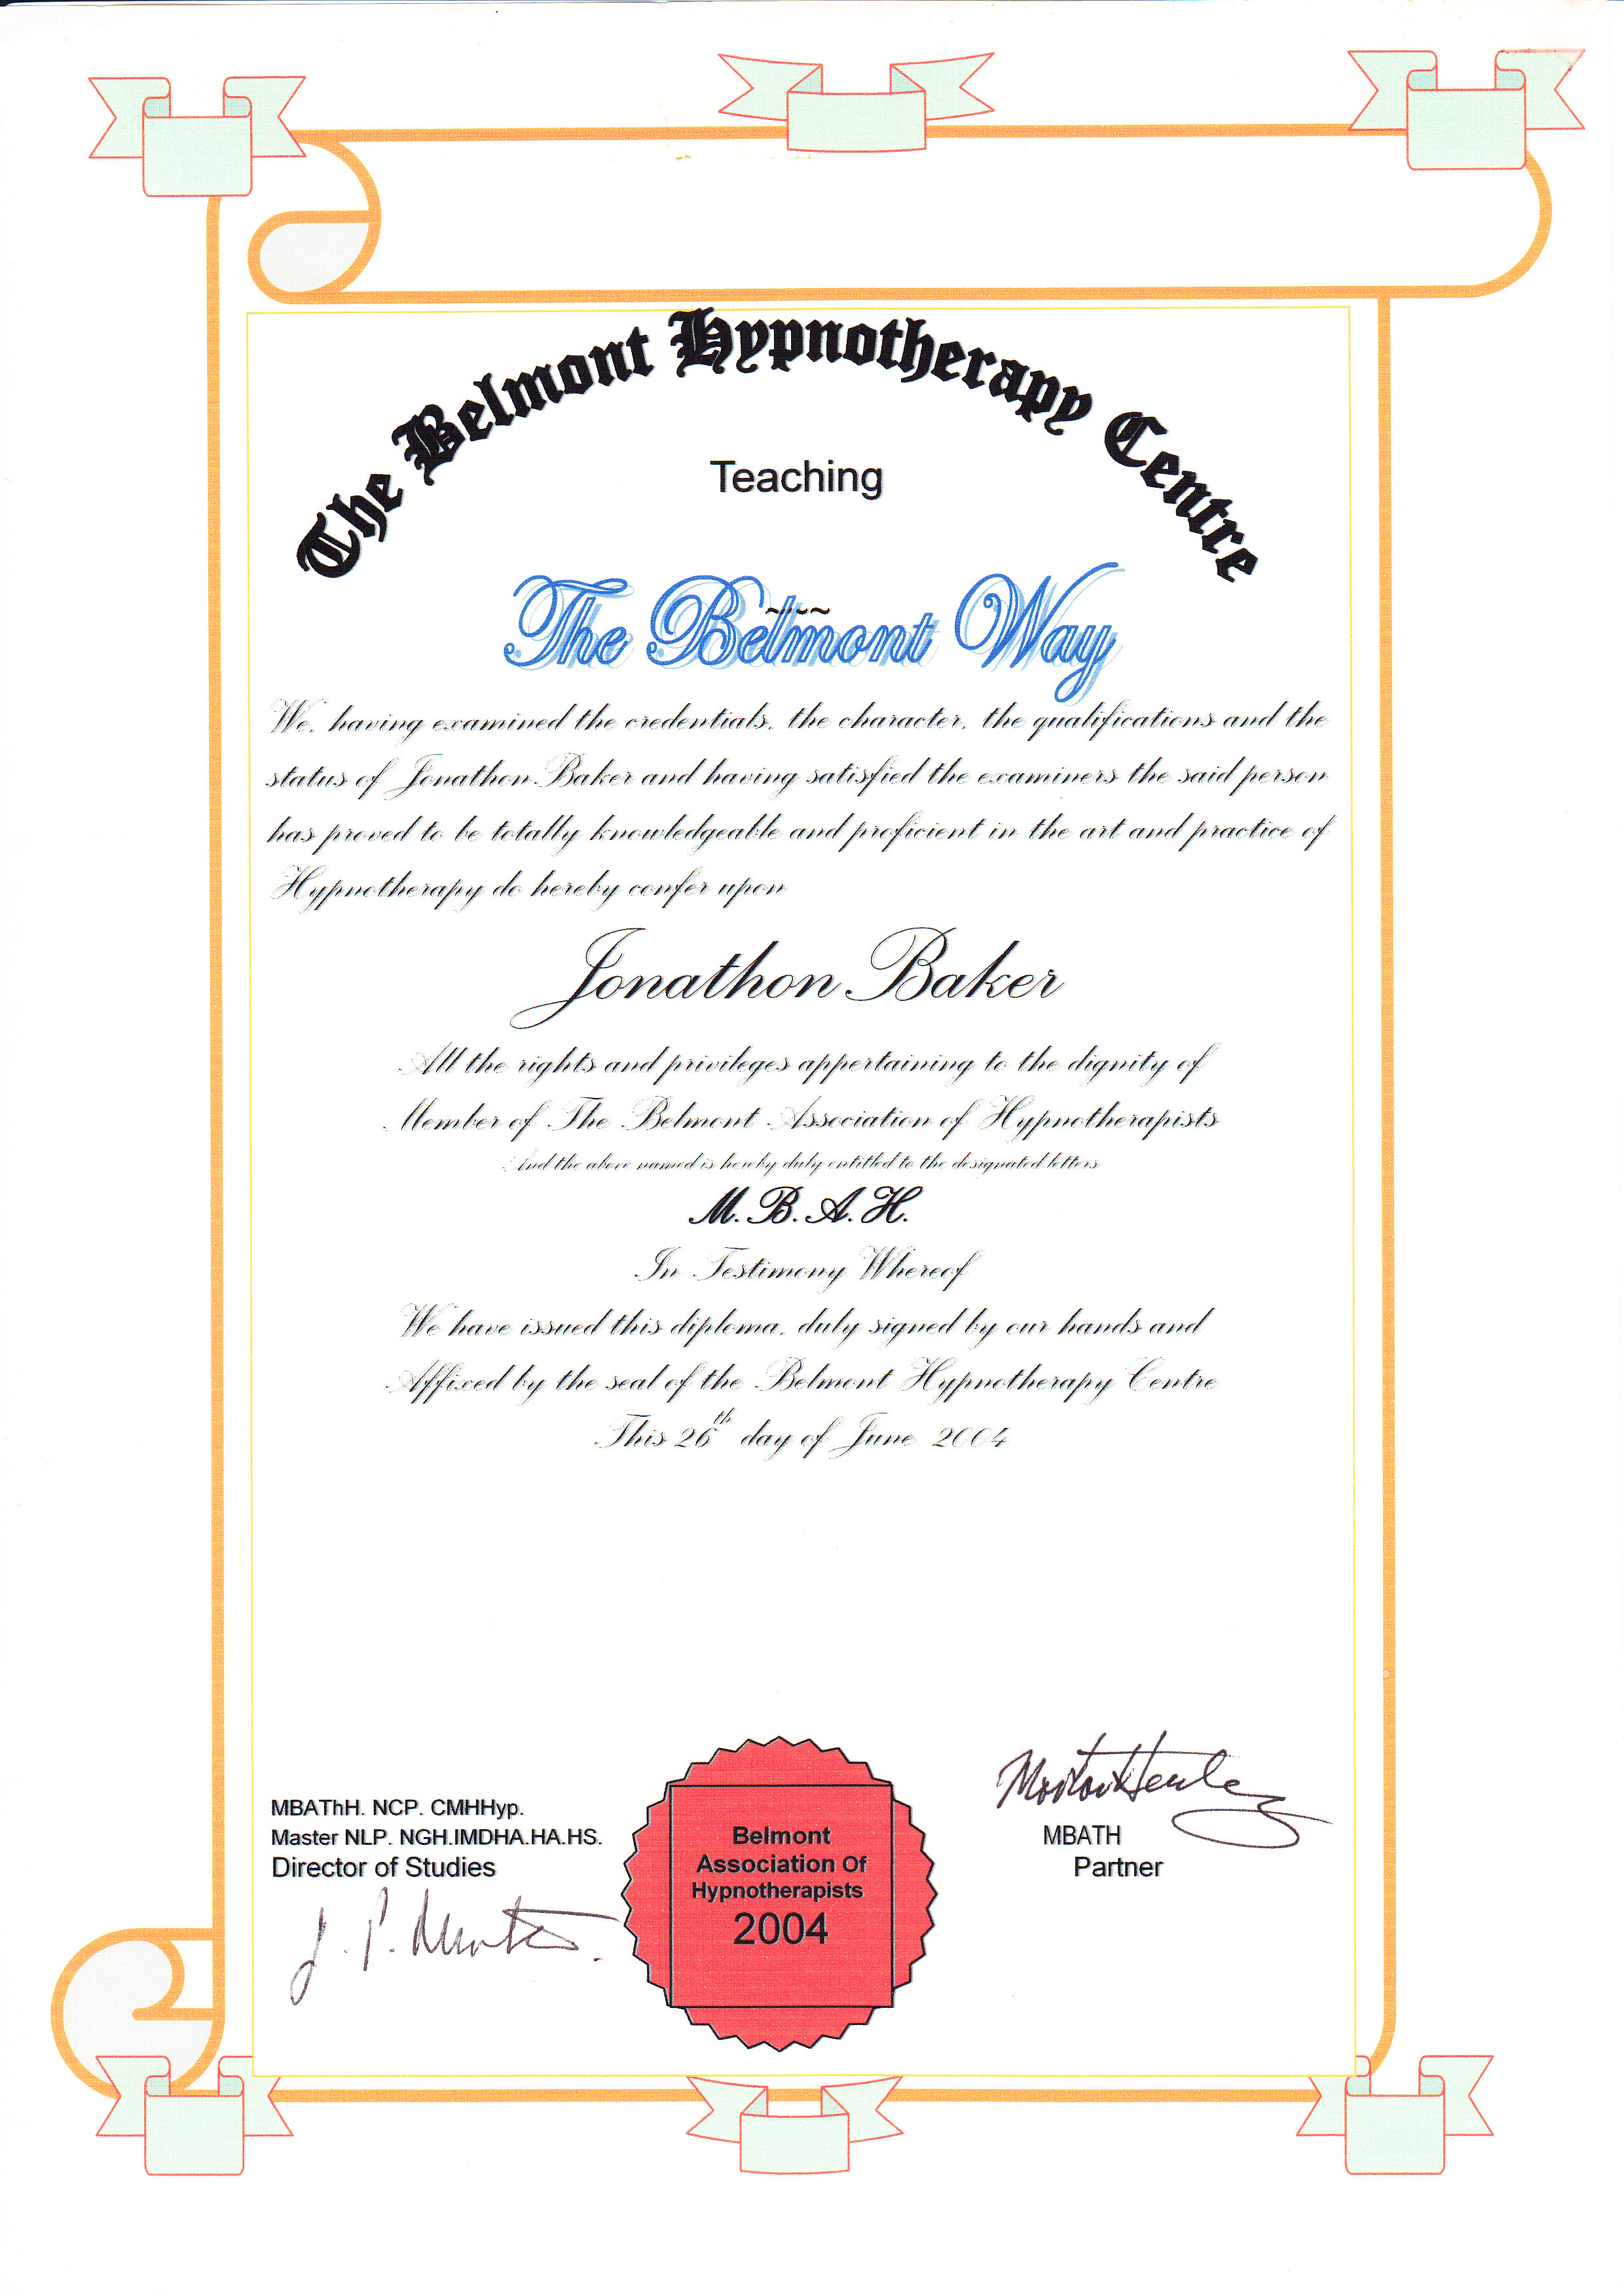 The Belmont Hypnotherapy Centre
Teaching
The Belmont Way
We, having examined the credentials, the character, the qualifications and the
status of Jonathon Baker and having satisfied the examiners the said person
has proved to be totally knowledgeable and proficient in the art and practice of
Hypnotherapy do hereby confer upon
Jonathon Baker
All the rights and privileges appertaining to the dignity of
Member of The Belmont Association of Hypnotherapists
And the above named is hereby duly entitled to the designated letters
M. B. A. H.
In Testimony Whereof
We have issued this diploma, duly signed by our hands and
Affixed by the seal of the Belmont Hypnotherapy Centre
This 26th day of June 2004
MBAThH. NCP. CMHHyp.
Master NLP. NGH.IMDHA.HA.HS.
Director of Studies
J. P.
Belmont
Association Of
Hypnotherapists
2004
MBATH
Partner